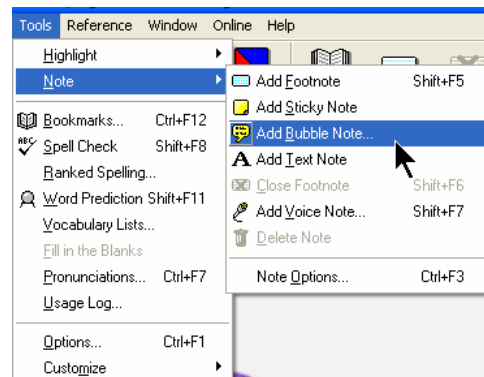 Tools Reference Window Online Help
Highlight
Note
Bookmarks... Ctrl+F12
ABC Spell Check Shift+F8
Ranked Spelling...
Word Prediction Shift+F11
Vocabulary Lists...
Fill in the Blanks
Pronunciations... Ctrl+F7
Usage Log...
Options... Ctrl+F1
Customize
Add Footnote Shift+F5
Add Sticky Note
Add Bubble Note...
A Add Text Note
Close Footnote Shift+F6
Add Voice Note... Shift+F7
Delete Note
Note Options... Ctrl+F3